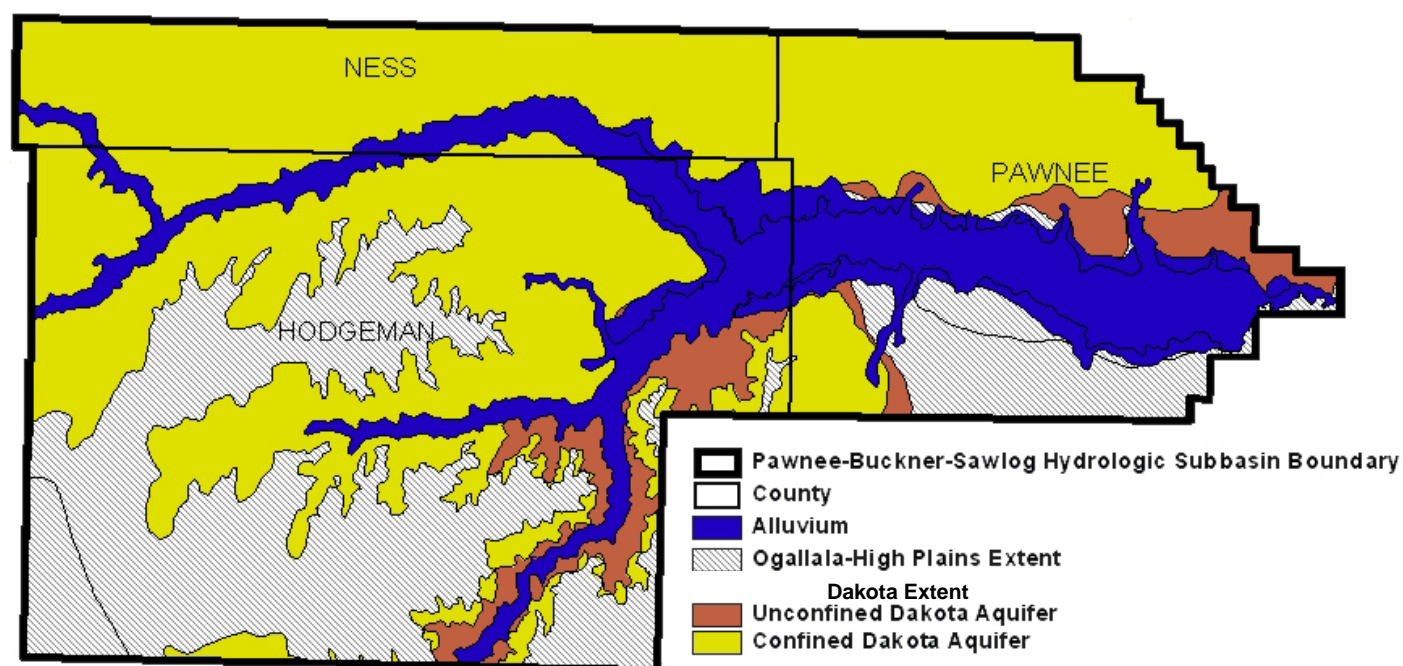 NESS
PAWNEE
HODGEMAN
Pawnee-Buckner-Sawlog Hydrologic Subbasin Boundary
County
Alluvium
Ogallala-High Plains Extent
Dakota Extent
Unconfined Dakota Aquifer
Confined Dakota Aquifer